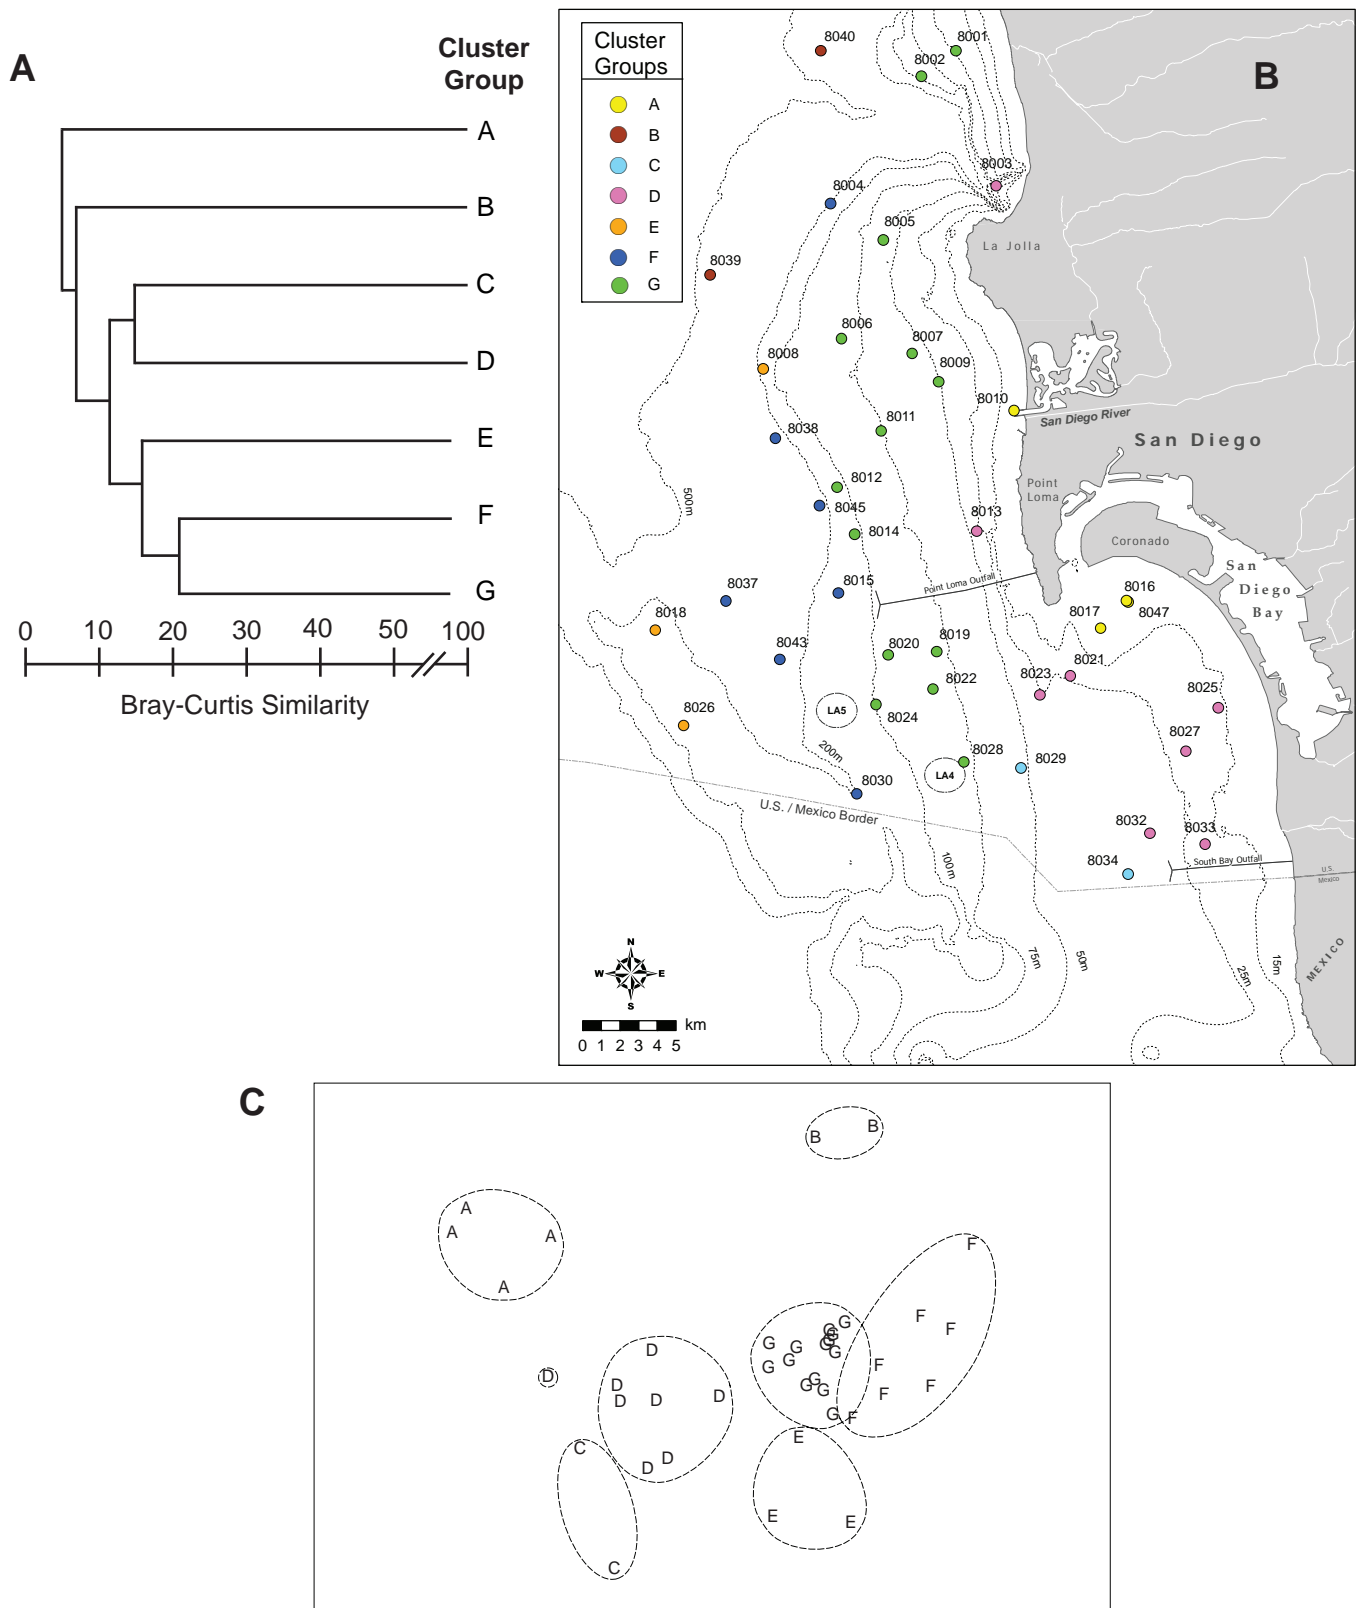 A
Cluster
Group
A
B
C
D
E
F
G
0 10 20 30 40 50 100
Bray-Curtis Similarity
B
Cluster
Groups
A
B
C
D
E
F
G
8040
8001
8002
8003
8004
8005
La Jolla
8039
8006
8007
8008
8009
8010
San Diego River
8011
San Diego
8038
8012
Point
Loma
500m
8045
8013
8014
Coronado
San
Diego
Bay
Point Loma Outfall
8037
8015
8016
8047
8017
8018
8043
8020
8019
8021
8023
8022
8025
8026
LA5
8024
8027
200m
8028
8029
LA4
8030
U.S. / Mexico Border
8032
8033
8034
South Bay Outfall
U.S.
Mexico
100m
75m
50m
25m
15m
MEXICO
N
W E
S
km
0 1 2 3 4 5
C
B B
A
A A
A
F
F
F
F
F
F
F
G
G
G
G
G
G
G
G
G
G
G
G
G
D
D
D
D
D
D
D
D
C
C
E
E
E